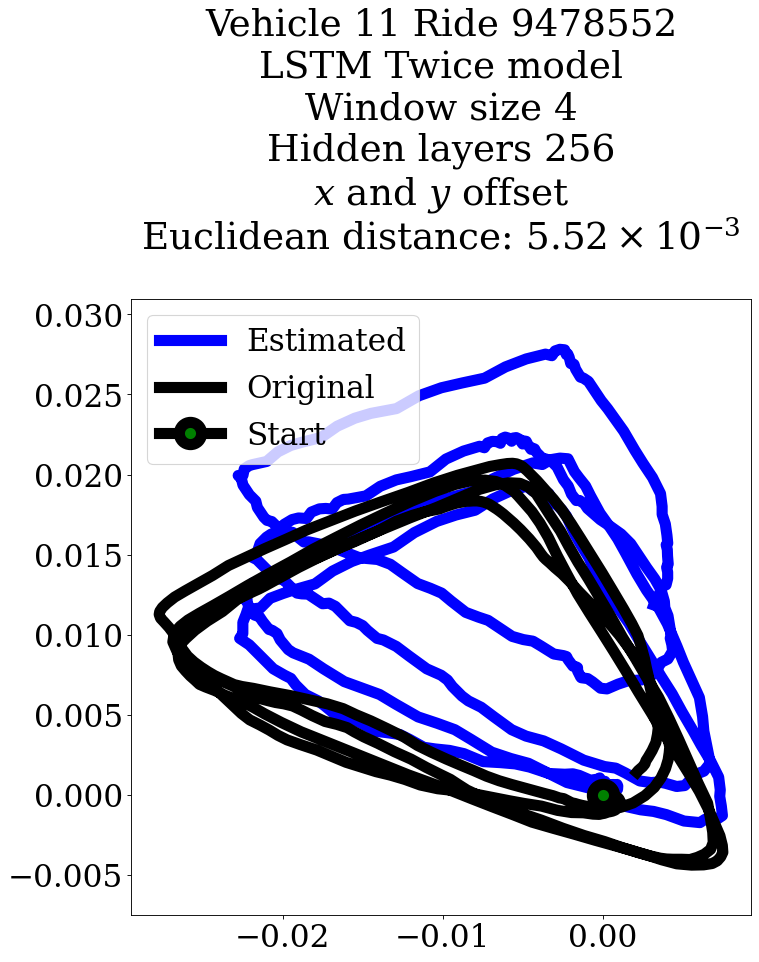 Vehicle 11 Ride 9478552
LSTM Twice model
Window size 4
Hidden layers 256
x and y offset
Euclidean distance: 5.52 × 10⁻³
0.030
0.025
0.020
0.015
0.010
0.005
0.000
−0.005
Estimated
Original
Start
−0.02
−0.01
0.00